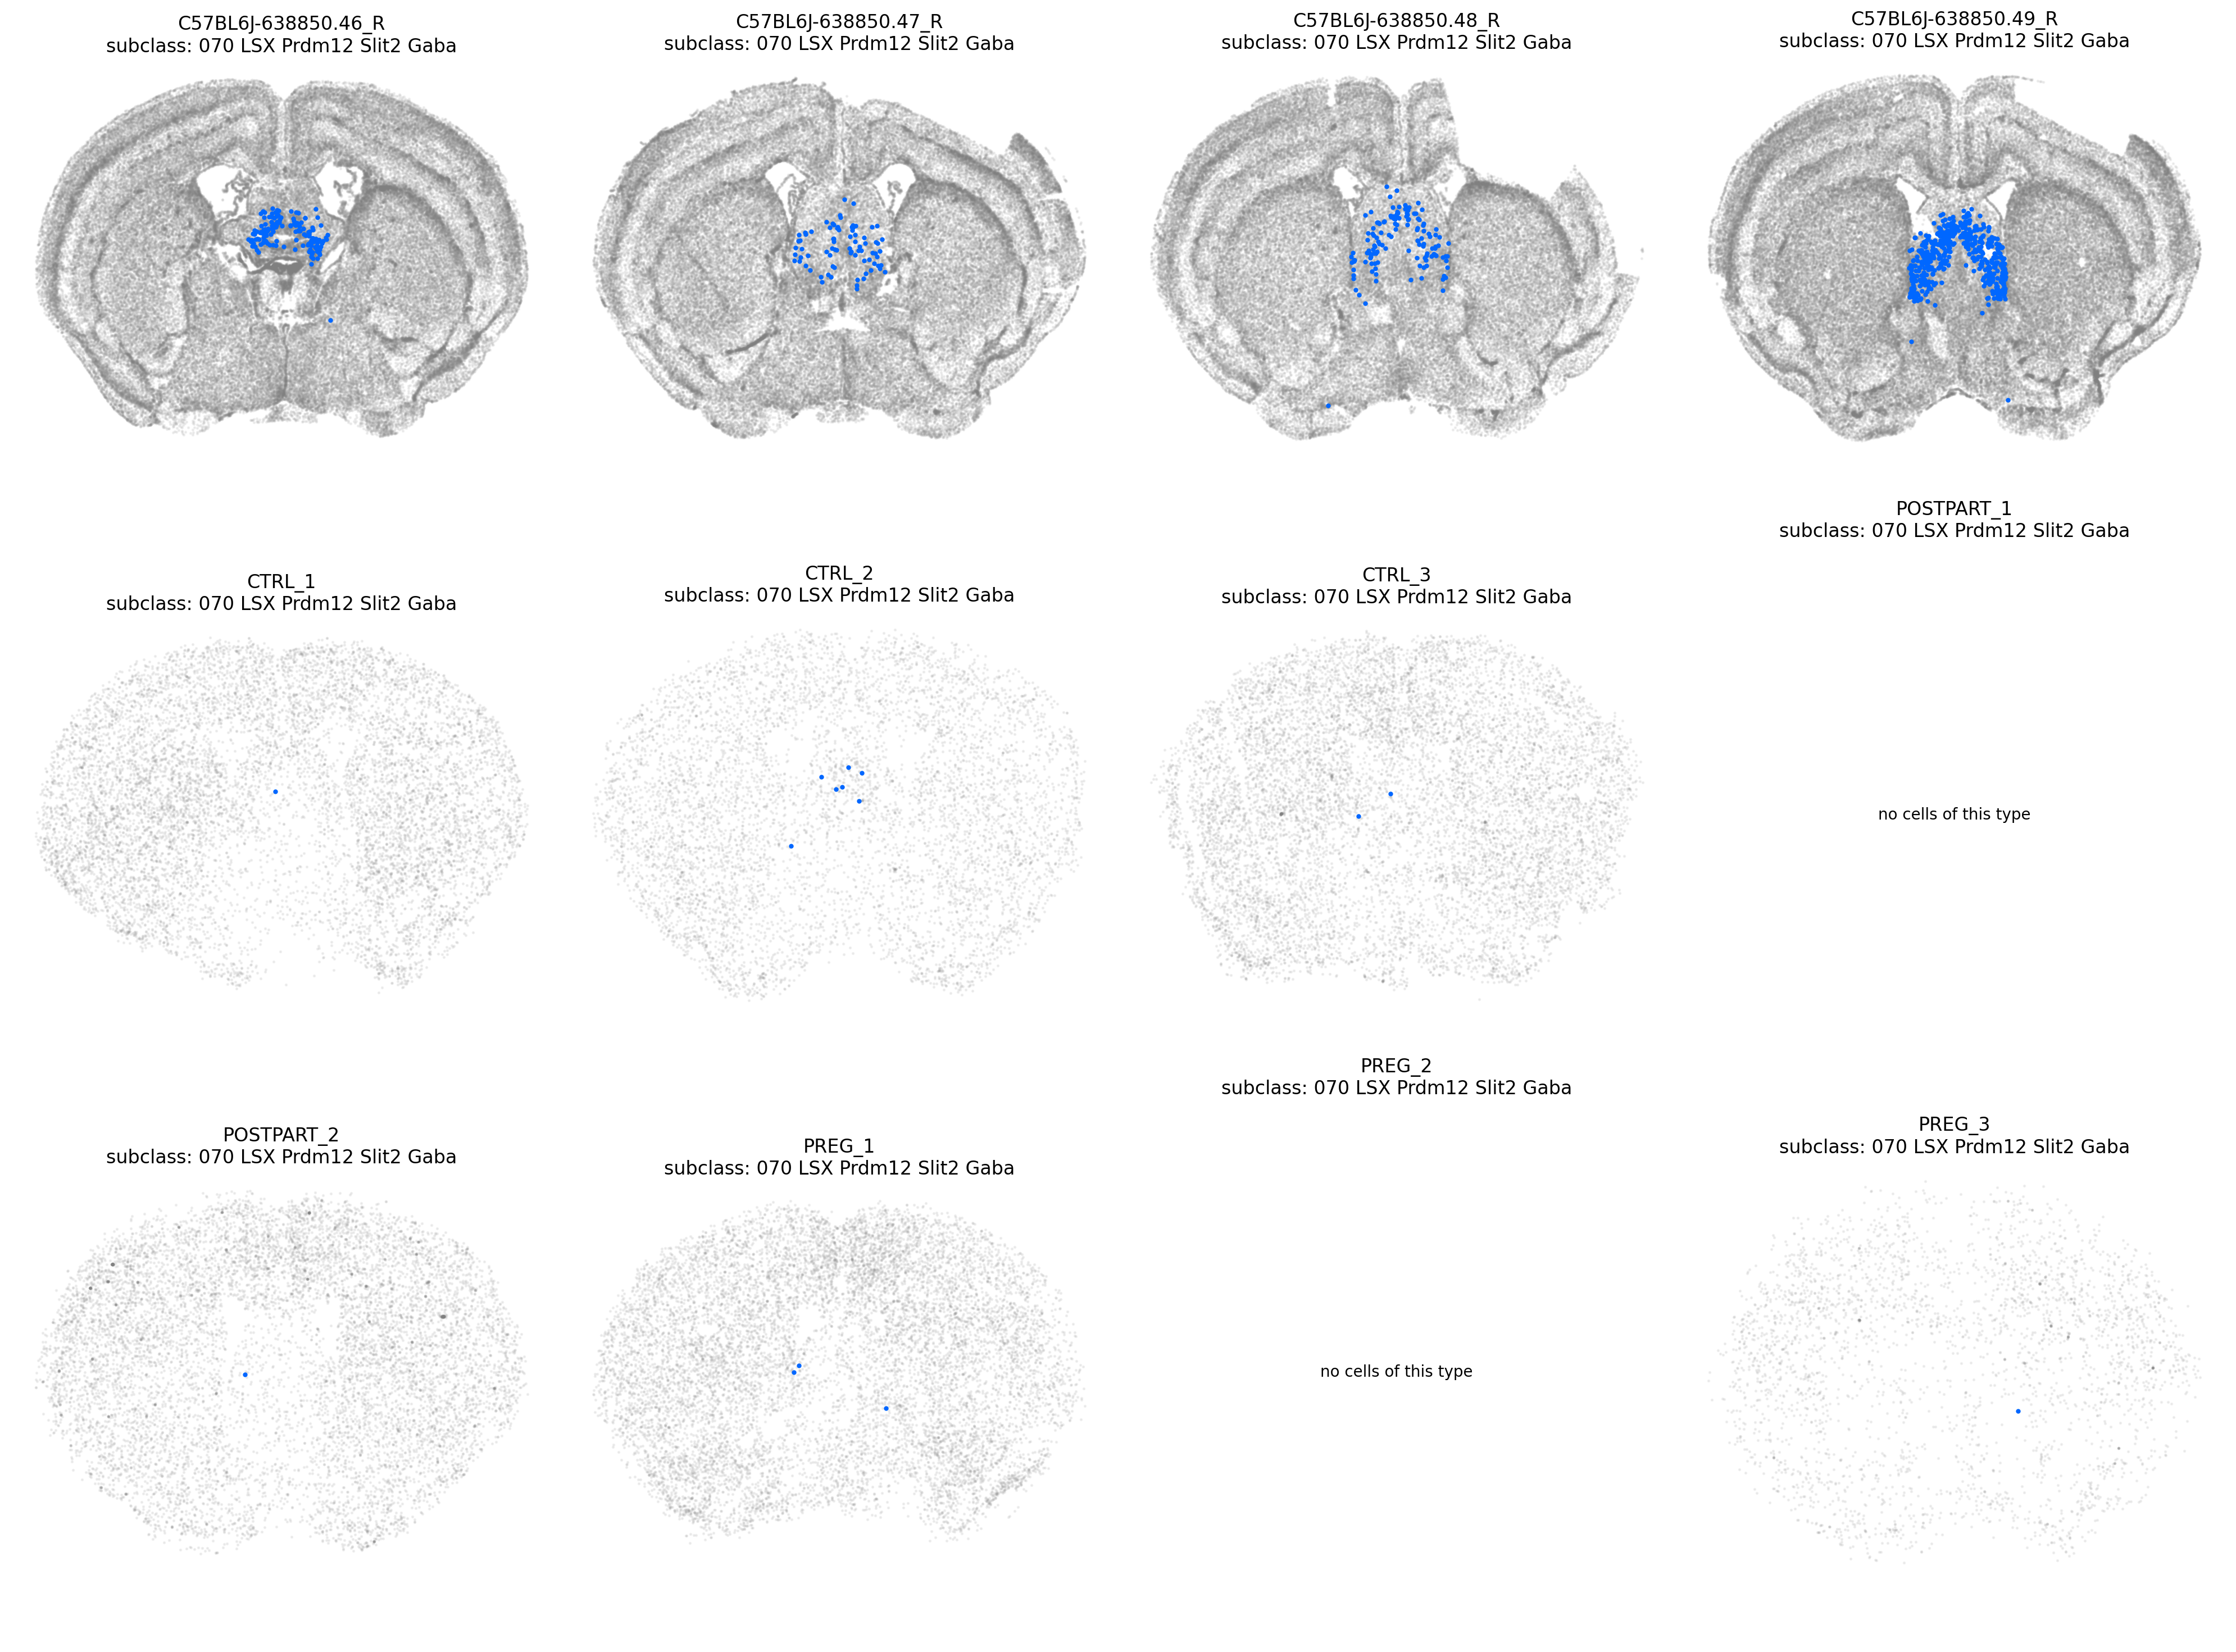 C57BL6J-638850.46_R
subclass: 070 LSX Prdm12 Slit2 Gaba
C57BL6J-638850.47_R
subclass: 070 LSX Prdm12 Slit2 Gaba
C57BL6J-638850.48_R
subclass: 070 LSX Prdm12 Slit2 Gaba
C57BL6J-638850.49_R
subclass: 070 LSX Prdm12 Slit2 Gaba
CTRL_1
subclass: 070 LSX Prdm12 Slit2 Gaba
CTRL_2
subclass: 070 LSX Prdm12 Slit2 Gaba
CTRL_3
subclass: 070 LSX Prdm12 Slit2 Gaba
POSTPART_1
subclass: 070 LSX Prdm12 Slit2 Gaba
no cells of this type
POSTPART_2
subclass: 070 LSX Prdm12 Slit2 Gaba
PREG_1
subclass: 070 LSX Prdm12 Slit2 Gaba
PREG_2
subclass: 070 LSX Prdm12 Slit2 Gaba
no cells of this type
PREG_3
subclass: 070 LSX Prdm12 Slit2 Gaba